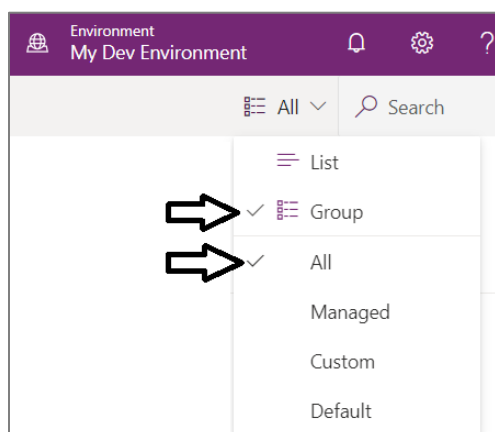 Environment
My Dev Environment
?
All
Search
List
Group
All
Managed
Custom
Default